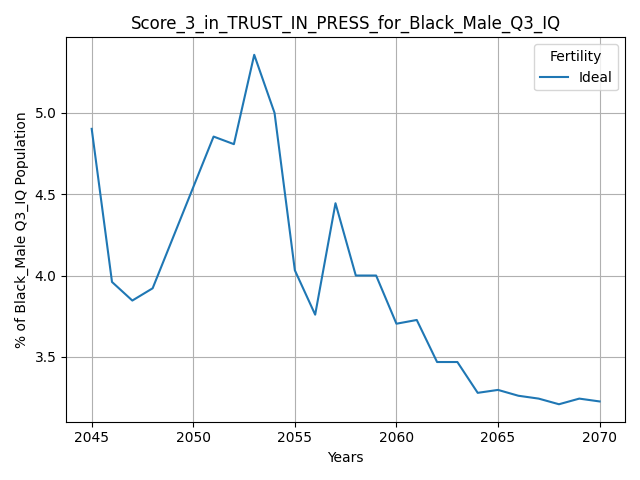 Score_3_in_TRUST_IN_PRESS_for_Black_Male_Q3_IQ
Fertility
Ideal
% of Black_Male Q3_IQ Population
5.0
4.5
4.0
3.5
2045 2050 2055 2060 2065 2070
Years